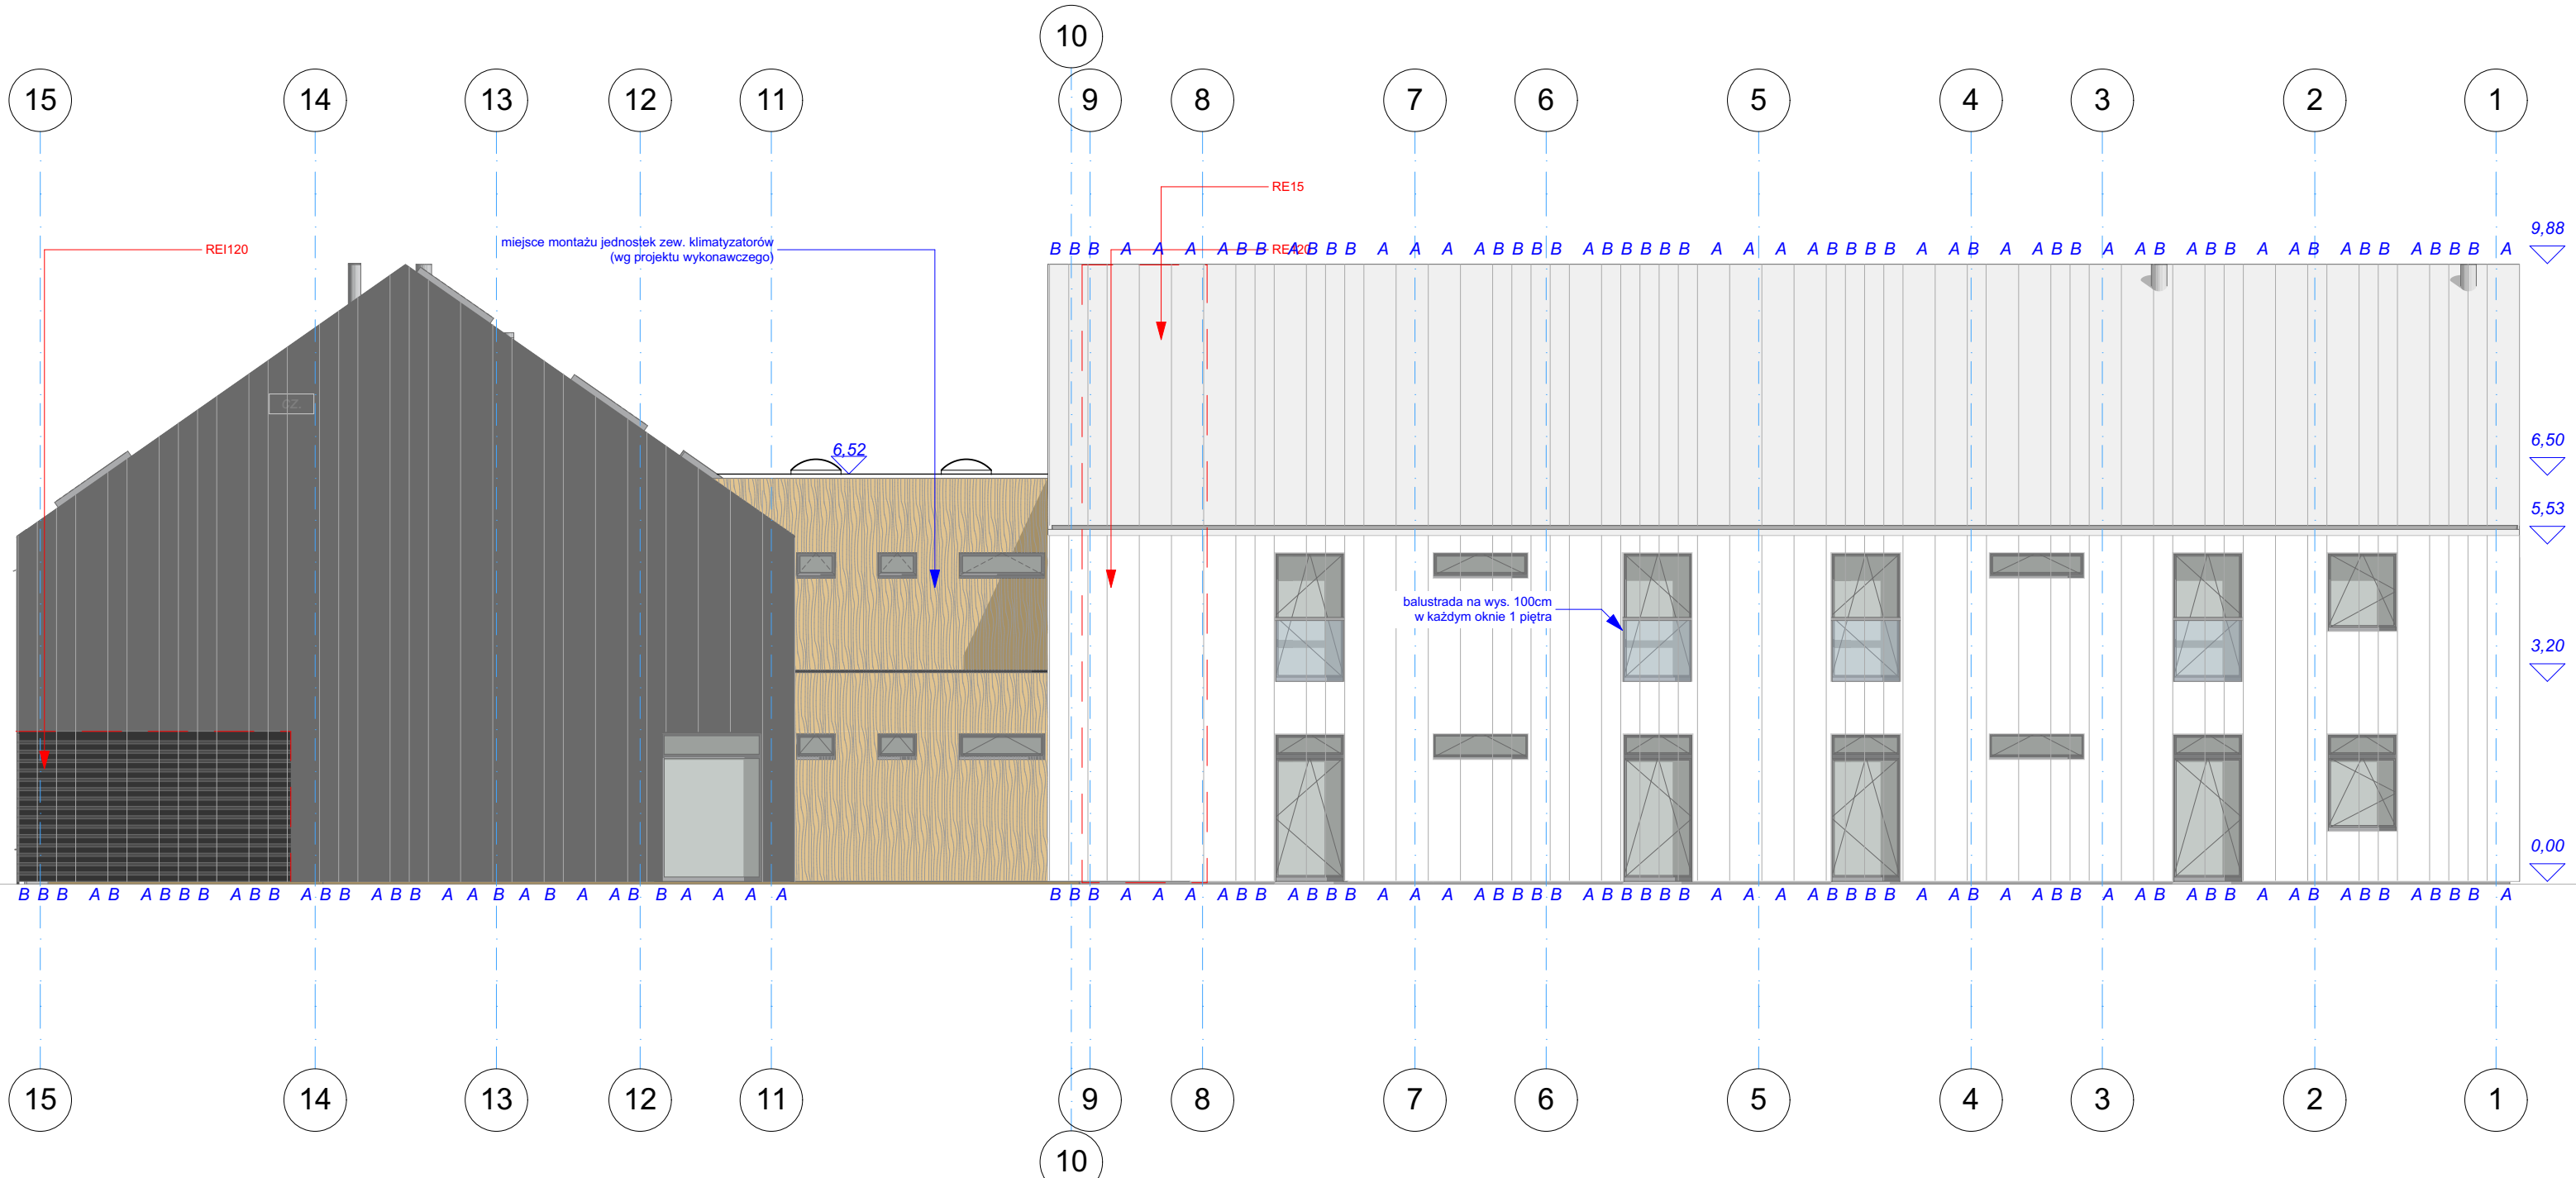 10
15 14 13 12 11 9 8 7 6 5 4 3 2 1
RE15
9,88
REI120
miejsce montażu jednostek zew. klimatyzatorów
(wg projektu wykonawczego)
B B B A A A A B B A B B B A A A A B B B B A B B B B B A A A A B B B B A A B A A B B A A B A B B A A B A B B A B B B A
CZ.
6,52
6,50
5,53
balustrada na wys. 100cm
w każdym oknie 1 piętra
3,20
0,00
B B B A B A B B B A B B A B B A B B A A B A B A B A A A A
B B B A A A A B B A B B B A A A A B B B B A B B B B B A A A A B B B B A A B A A B B A A B A B B A A B A B B A B B B A
15 14 13 12 11 9 8 7 6 5 4 3 2 1
10